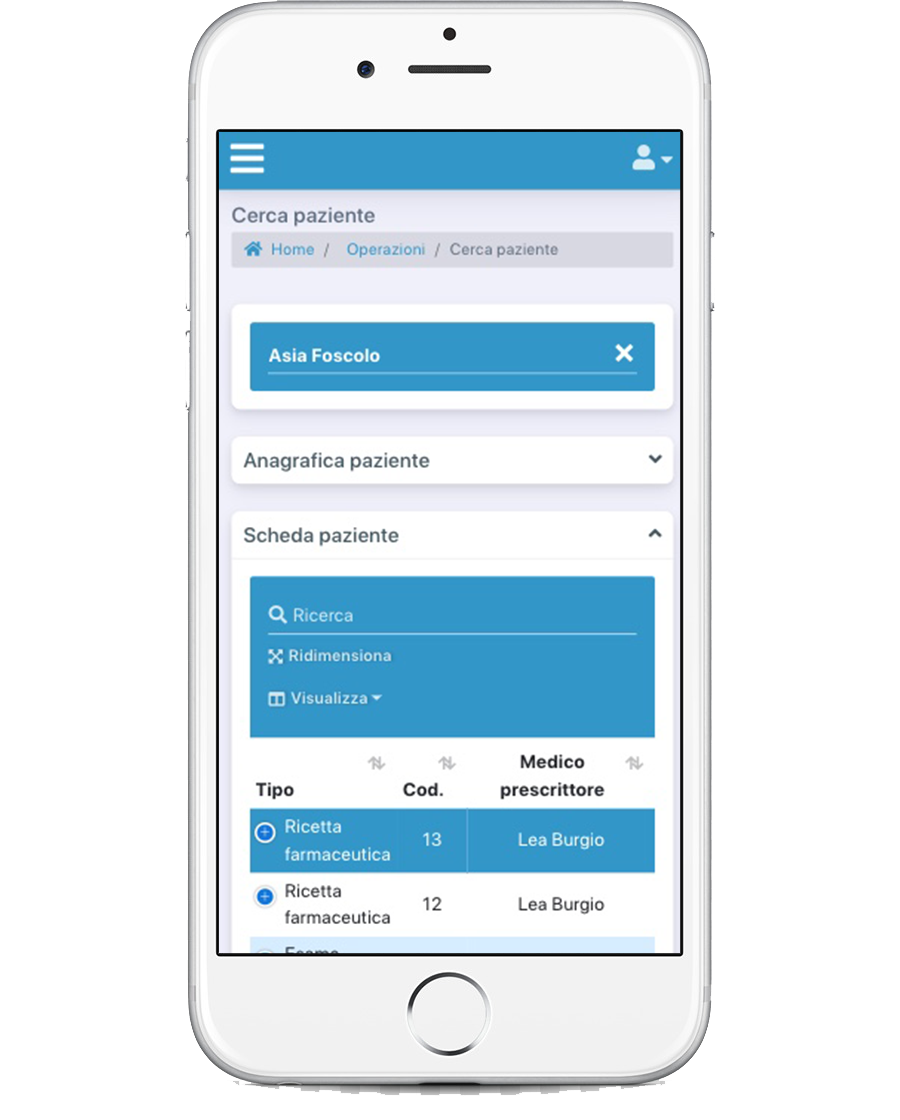 Cerca paziente
Home / Operazioni / Cerca paziente
Asia Foscolo
Anagrafica paziente
Scheda paziente
Ricerca
Ridimensiona
Visualizza
Tipo Cod. Medico
prescrittore
Ricetta
farmaceutica 13 Lea Burgio
Ricetta
farmaceutica 12 Lea Burgio